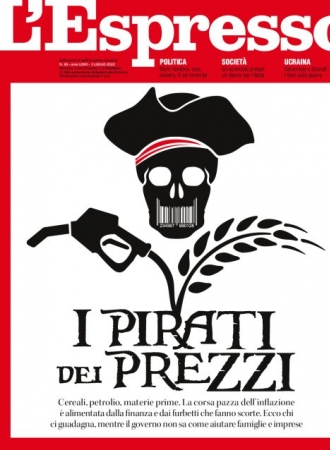 L'Espresso
POLITICA
SOCIETÀ
UCRAINA
I PIRATI
DEI PREZZI
Cereali, petrolio, materie prime. La corsa pazza dell'inflazione
è alimentata dalla finanza e dai furbetti che fanno scorte. Ecco chi
ci guadagna, mentre il governo non sa come aiutare famiglie e imprese